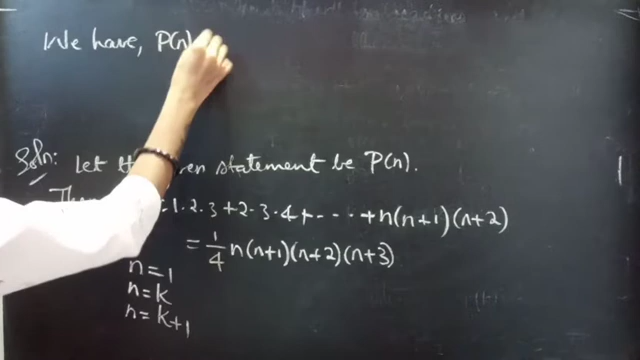 We have, P(n)
Soln: Let given statement be P(n).
= 1·2·3 + 2·3·4 + - - - - + n(n+1)(n+2)
= 1/4 n(n+1)(n+2)(n+3)
n = 1
n = k
n = k+1